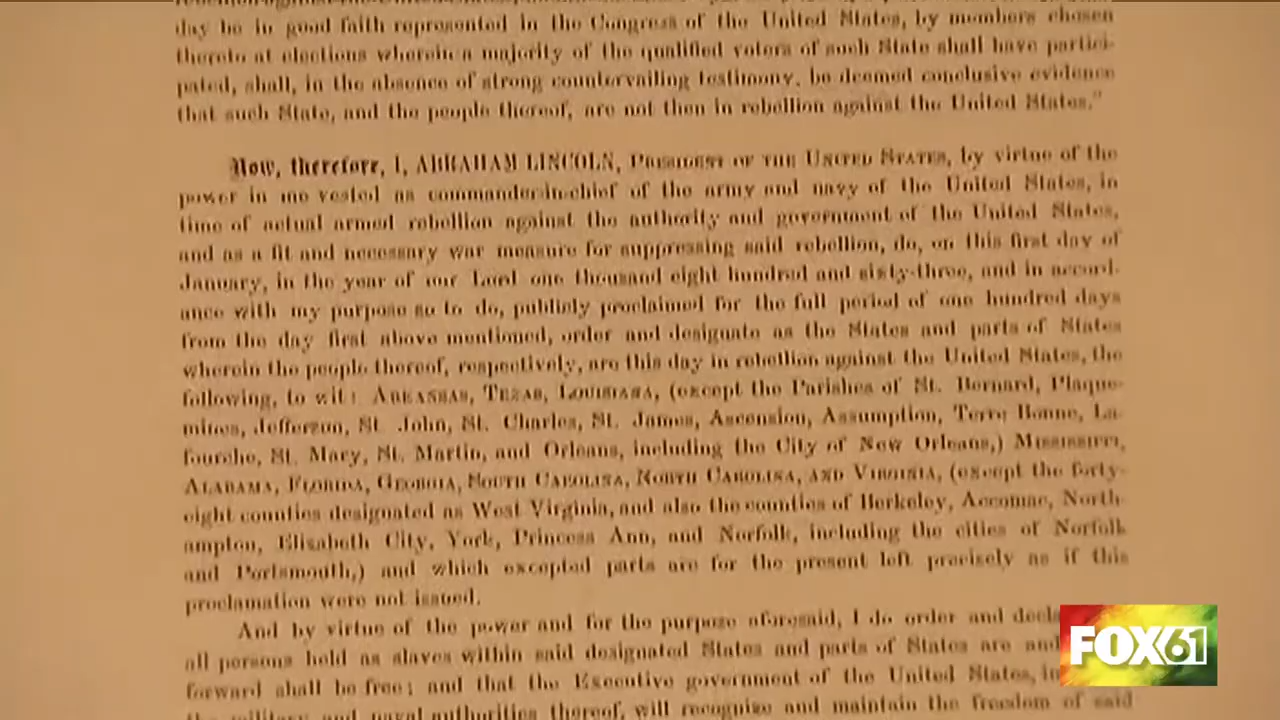 day be in good faith represented in the Congress of the United States, by members chosen
thereto at elections wherein a majority of the qualified voters of such State shall have partici-
pated, shall, in the absence of strong countervailing testimony, be deemed conclusive evidence
that such State, and the people thereof, are not then in rebellion against the United States."
Now, therefore, I, ABRAHAM LINCOLN, PRESIDENT OF THE UNITED STATES, by virtue of the
power in me vested as commander-in-chief of the army and navy of the United States, in
time of actual armed rebellion against the authority and government of the United States,
and as a fit and necessary war measure for suppressing said rebellion, do, on this first day of
January, in the year of our Lord one thousand eight hundred and sixty-three, and in accord-
ance with my purpose so to do, publicly proclaimed for the full period of one hundred days
from the day first above mentioned, order and designate as the States and parts of States
wherein the people thereof, respectively, are this day in rebellion against the United States, the
following, to wit: ARKANSAS, TEXAS, LOUISIANA, (except the Parishes of St. Bernard, Plaque-
mines, Jefferson, St. John, St. Charles, St. James, Ascension, Assumption, Terre Bonne, La-
fourche, St. Mary, St. Martin, and Orleans, including the City of New Orleans,) MISSISSIPPI,
ALABAMA, FLORIDA, GEORGIA, SOUTH CAROLINA, NORTH CAROLINA, AND VIRGINIA, (except the forty-
eight counties designated as West Virginia, and also the counties of Berkeley, Accomac, North-
ampton, Elizabeth City, York, Princess Ann, and Norfolk, including the cities of Norfolk
and Portsmouth,) and which excepted parts are for the present left precisely as if this
proclamation were not issued.
And by virtue of the power and for the purpose aforesaid, I do order and decl
all persons held as slaves within said designated States and parts of States are and
forward shall be free; and that the Executive government of the United States, in
the military and naval authorities thereof, will recognize and maintain the freedom of said
FOX61